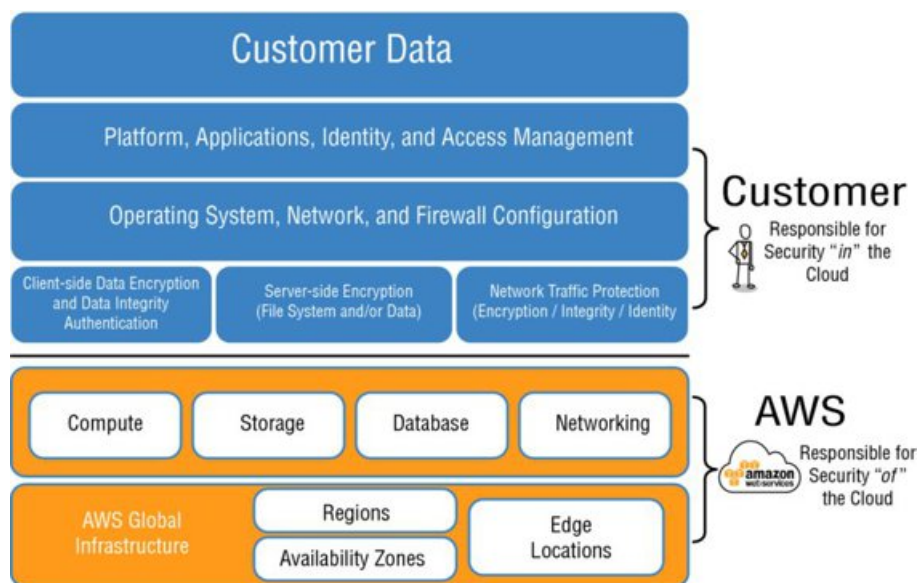 Customer Data
Platform, Applications, Identity, and Access Management
Operating System, Network, and Firewall Configuration
Client-side Data Encryption
and Data Integrity
Authentication
Server-side Encryption
(File System and/or Data)
Network Traffic Protection
(Encryption / Integrity / Identity
Customer
Responsible for
Security "in" the
Cloud
Compute
Storage
Database
Networking
AWS Global
Infrastructure
Regions
Availability Zones
Edge
Locations
AWS
amazon
webservices
Responsible for
Security "of"
the Cloud